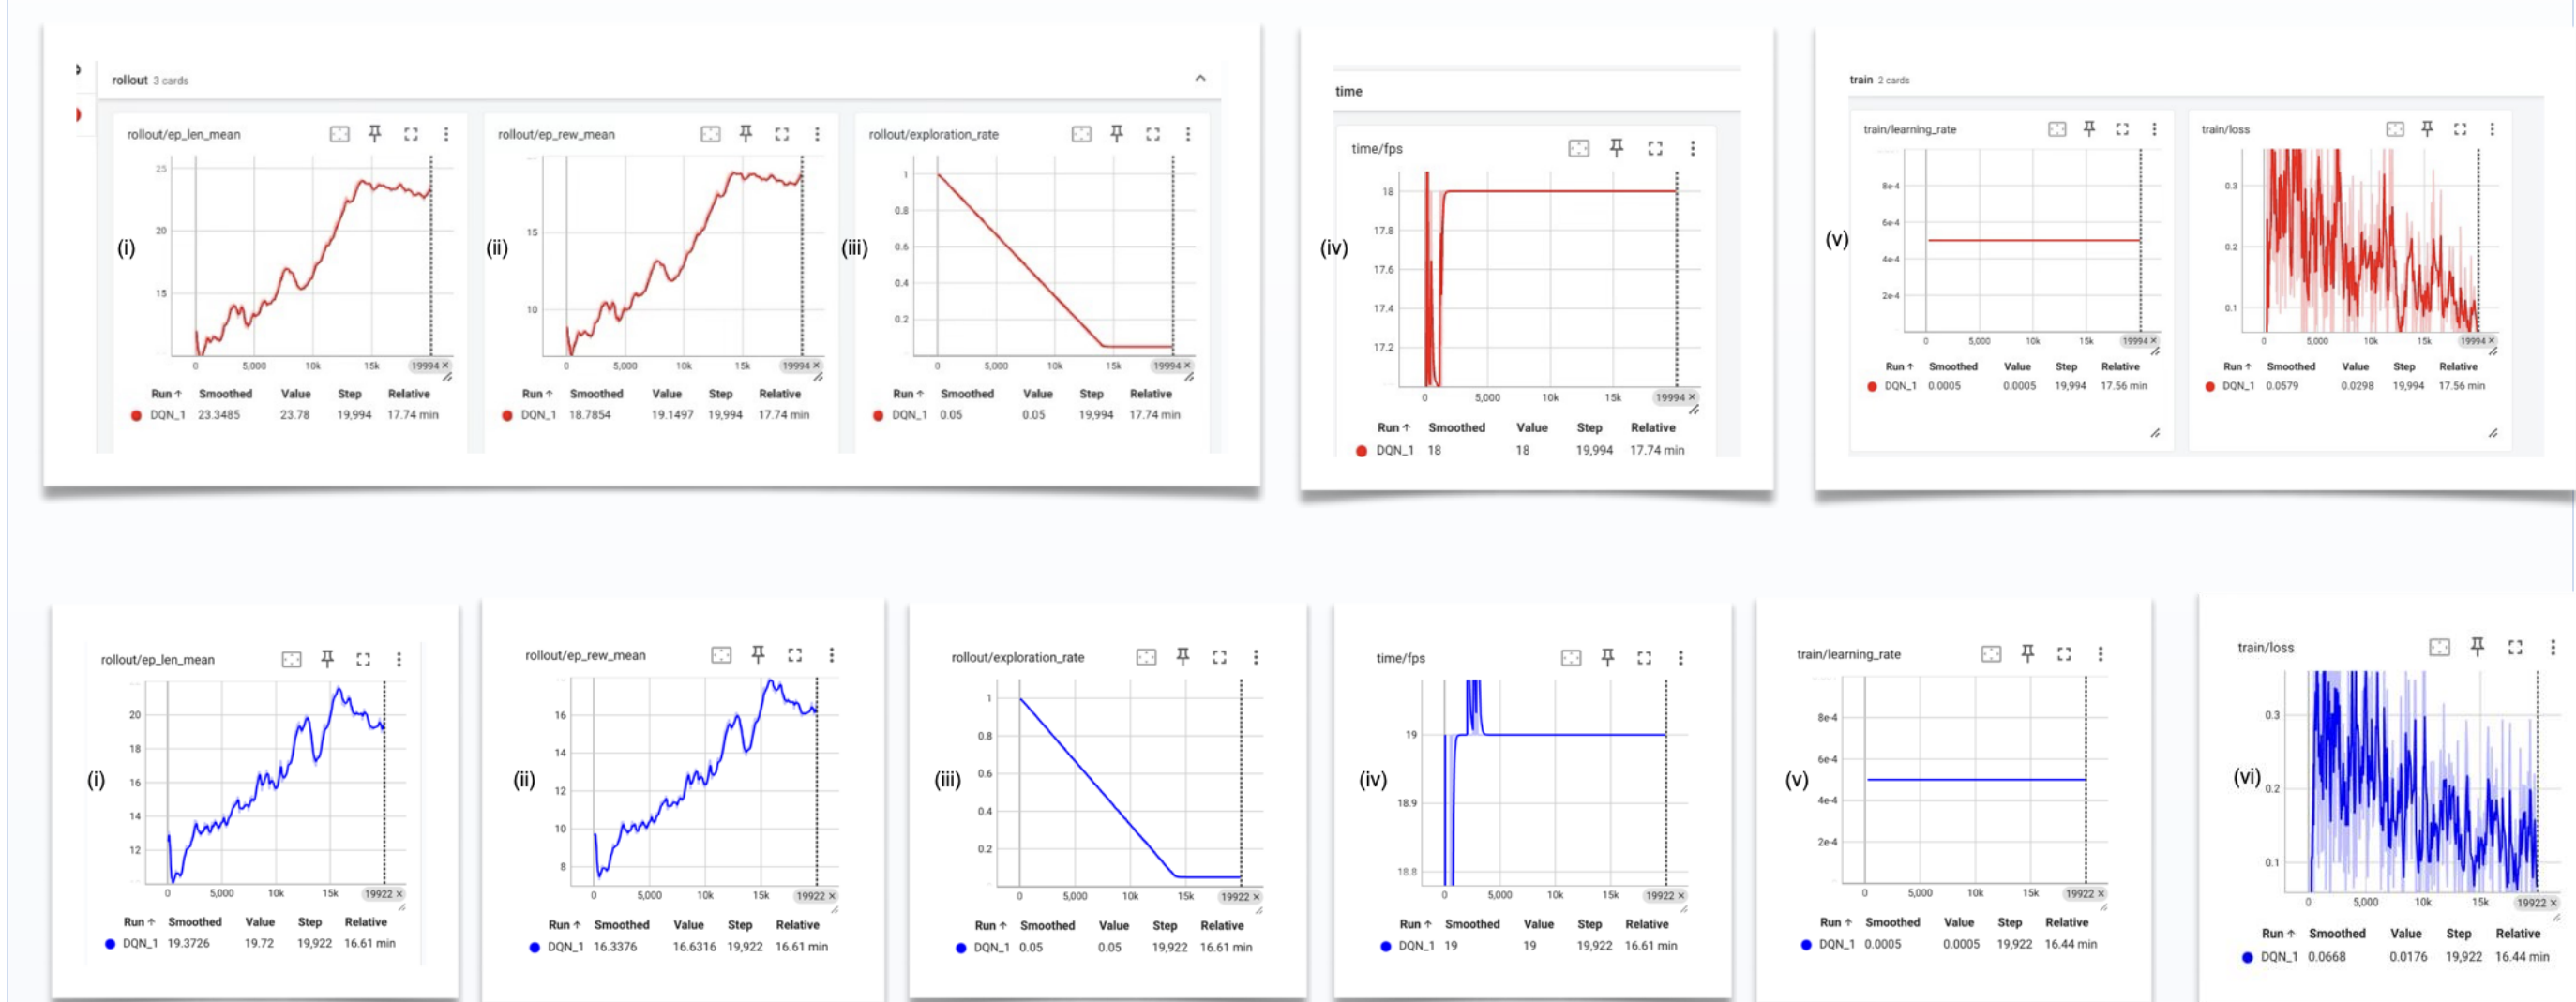 rollout 3 cards
rollout/ep_len_mean
25
20
15
0 5,000 10k 15k 19994 ×
Run ↑ Smoothed Value Step Relative
DQN_1 23.3485 23.78 19,994 17.74 min
(i)
rollout/ep_rew_mean
15
10
0 5,000 10k 15k 19994 ×
Run ↑ Smoothed Value Step Relative
DQN_1 18.7854 19.1497 19,994 17.74 min
(ii)
rollout/exploration_rate
1
0.8
0.6
0.4
0.2
0 5,000 10k 15k 19994 ×
Run ↑ Smoothed Value Step Relative
DQN_1 0.05 0.05 19,994 17.74 min
(iii)
time
time/fps
18
17.8
17.6
17.4
17.2
0 5,000 10k 15k 19994 ×
Run ↑ Smoothed Value Step Relative
DQN_1 18 18 19,994 17.74 min
(iv)
train 2 cards
train/learning_rate
8e-4
6e-4
4e-4
2e-4
0 5,000 10k 15k 19994 ×
Run ↑ Smoothed Value Step Relative
DQN_1 0.0005 0.0005 19,994 17.56 min
(v)
train/loss
0.3
0.2
0.1
0 5,000 10k 15k 19994 ×
Run ↑ Smoothed Value Step Relative
DQN_1 0.0579 0.0298 19,994 17.56 min
rollout/ep_len_mean
20
18
16
14
12
0 5,000 10k 15k 19922 ×
Run ↑ Smoothed Value Step Relative
DQN_1 19.3726 19.72 19,922 16.61 min
(i)
rollout/ep_rew_mean
16
14
12
10
8
0 5,000 10k 15k 19922 ×
Run ↑ Smoothed Value Step Relative
DQN_1 16.3376 16.6316 19,922 16.61 min
(ii)
rollout/exploration_rate
1
0.8
0.6
0.4
0.2
0 5,000 10k 15k 19922 ×
Run ↑ Smoothed Value Step Relative
DQN_1 0.05 0.05 19,922 16.61 min
(iii)
time/fps
19
18.9
18.8
0 5,000 10k 15k 19922 ×
Run ↑ Smoothed Value Step Relative
DQN_1 19 19 19,922 16.61 min
(iv)
train/learning_rate
8e-4
6e-4
4e-4
2e-4
0 5,000 10k 15k 19922 ×
Run ↑ Smoothed Value Step Relative
DQN_1 0.0005 0.0005 19,922 16.44 min
(v)
train/loss
0.3
0.2
0.1
0 5,000 10k 15k 19922 ×
Run ↑ Smoothed Value Step Relative
DQN_1 0.0668 0.0176 19,922 16.44 min
(vi)